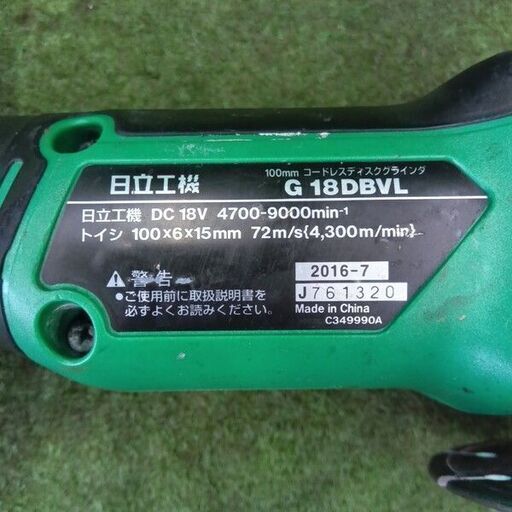 100mm コードレスディスクグラインダ
日立工機 G 18DBVL
日立工機 DC 18V 4700-9000min-1
トイシ 100×6×15mm 72m/s{4,300m/min}
警告
●ご使用前に取扱説明書を
必ずよくお読みください。
2016-7
J761320
Made in China
C349990A